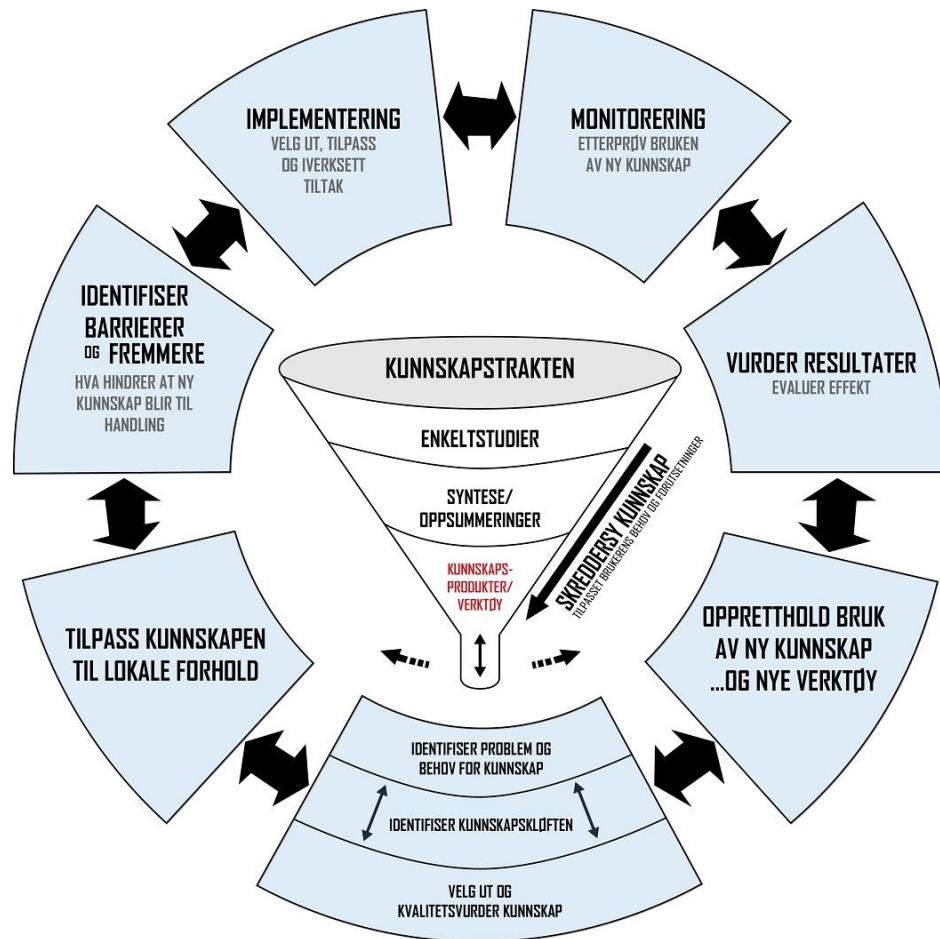 IMPLEMENTERING
VELG UT, TILPASS
OG IVERKSETT
TILTAK
MONITORERING
ETTERPRØV BRUKEN
AV NY KUNNSKAP
IDENTIFISER
BARRIERER
OG FREMMERE
HVA HINDRER AT NY
KUNNSKAP BLIR TIL
HANDLING
VURDER RESULTATER
EVALUER EFFEKT
KUNNSKAPSTRAKTEN
ENKELTSTUDIER
SYNTESE/
OPPSUMMERINGER
KUNNSKAPS-
PRODUKTER/
VERKTØY
SKREDDERSY KUNNSKAP
TILPASSET BRUKERENS BEHOV OG FORUTSETNINGER
TILPASS KUNNSKAPEN
TIL LOKALE FORHOLD
OPPRETTHOLD BRUK
AV NY KUNNSKAP
...OG NYE VERKTØY
IDENTIFISER PROBLEM OG
BEHOV FOR KUNNSKAP
IDENTIFISER KUNNSKAPSKLØFTEN
VELG UT OG
KVALITETSVURDER KUNNSKAP